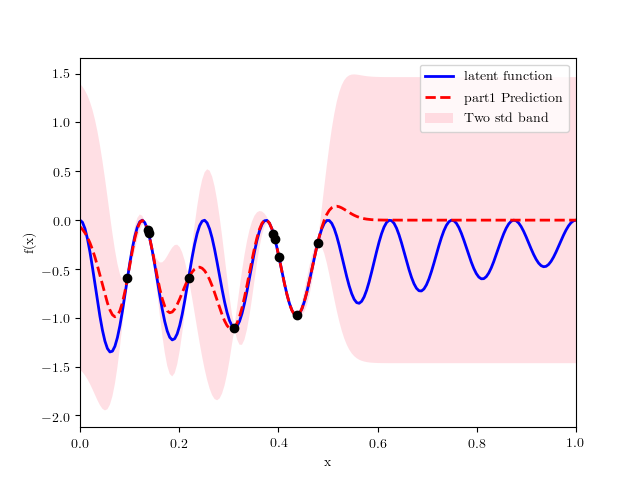 1.5
1.0
0.5
0.0
−0.5
−1.0
−1.5
−2.0
f(x)
latent function
part1 Prediction
Two std band
0.0 0.2 0.4 0.6 0.8 1.0
x